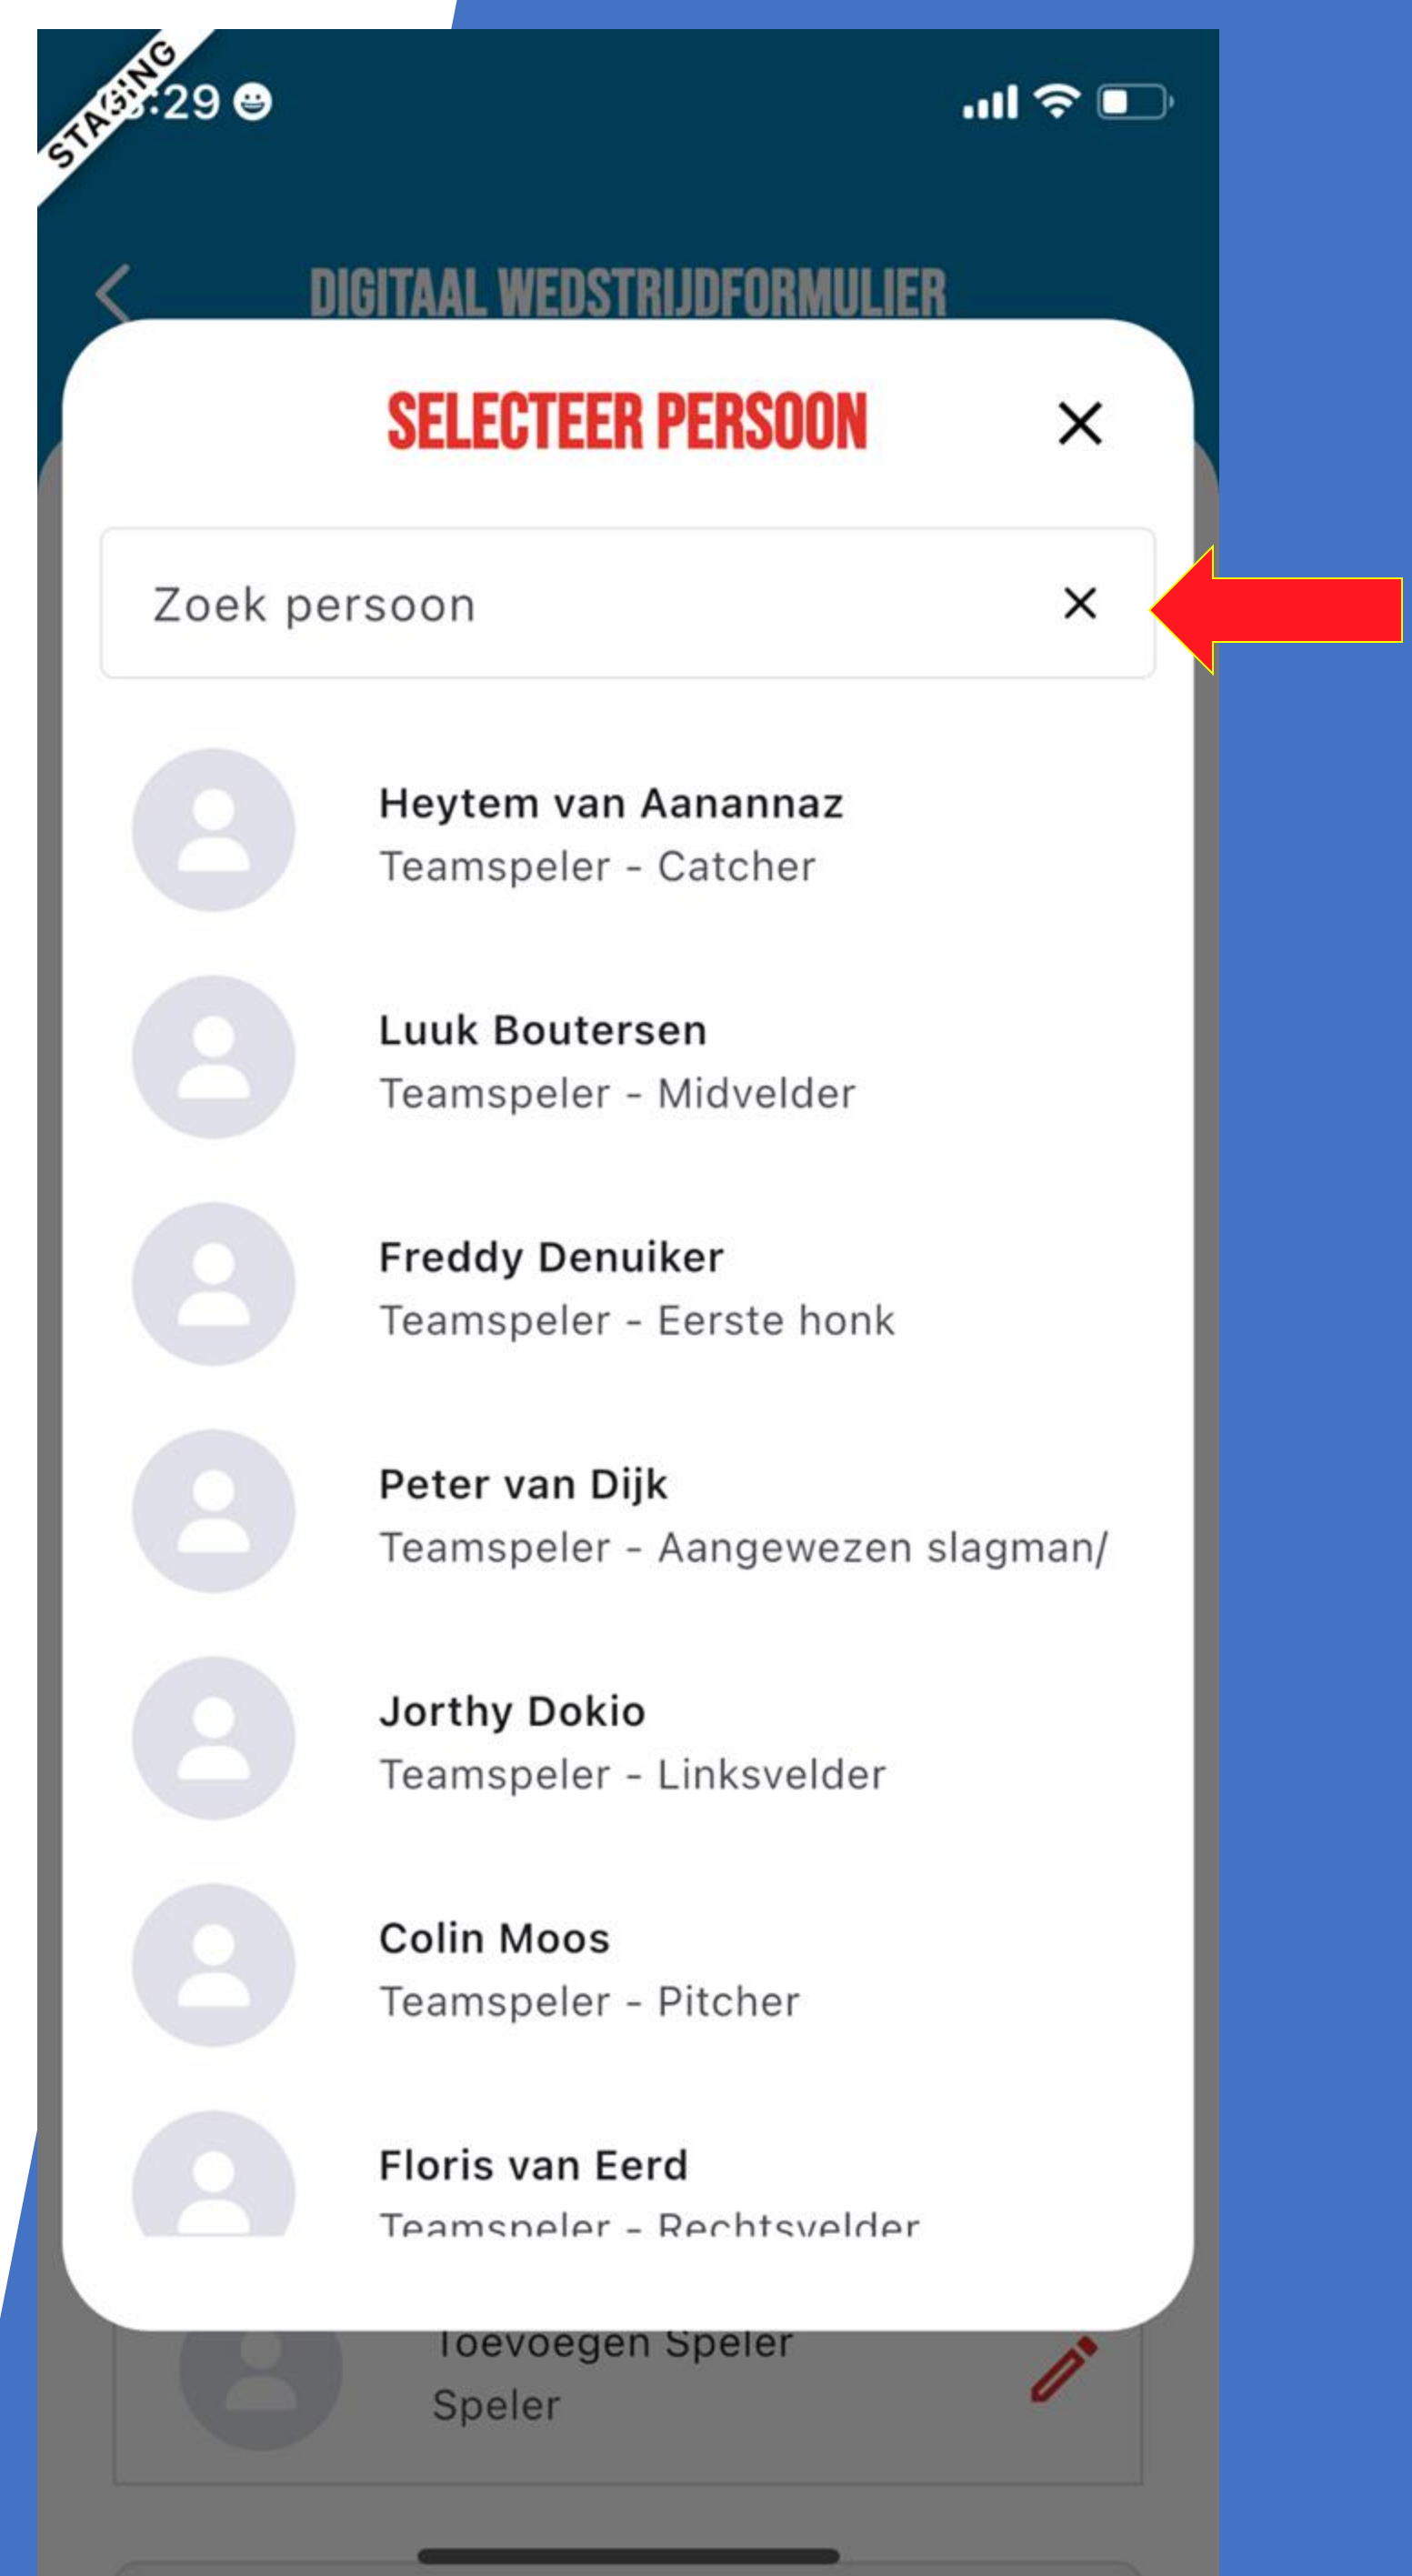 STAGING
:29
DIGITAAL WEDSTRIJDFORMULIER
SELECTEER PERSOON
Zoek persoon
Heytem van Aanannaz
Teamspeler - Catcher
Luuk Boutersen
Teamspeler - Midvelder
Freddy Denuiker
Teamspeler - Eerste honk
Peter van Dijk
Teamspeler - Aangewezen slagman/
Jorthy Dokio
Teamspeler - Linksvelder
Colin Moos
Teamspeler - Pitcher
Floris van Eerd
Teamspeler - Rechtsvelder
Toevoegen Speler
Speler